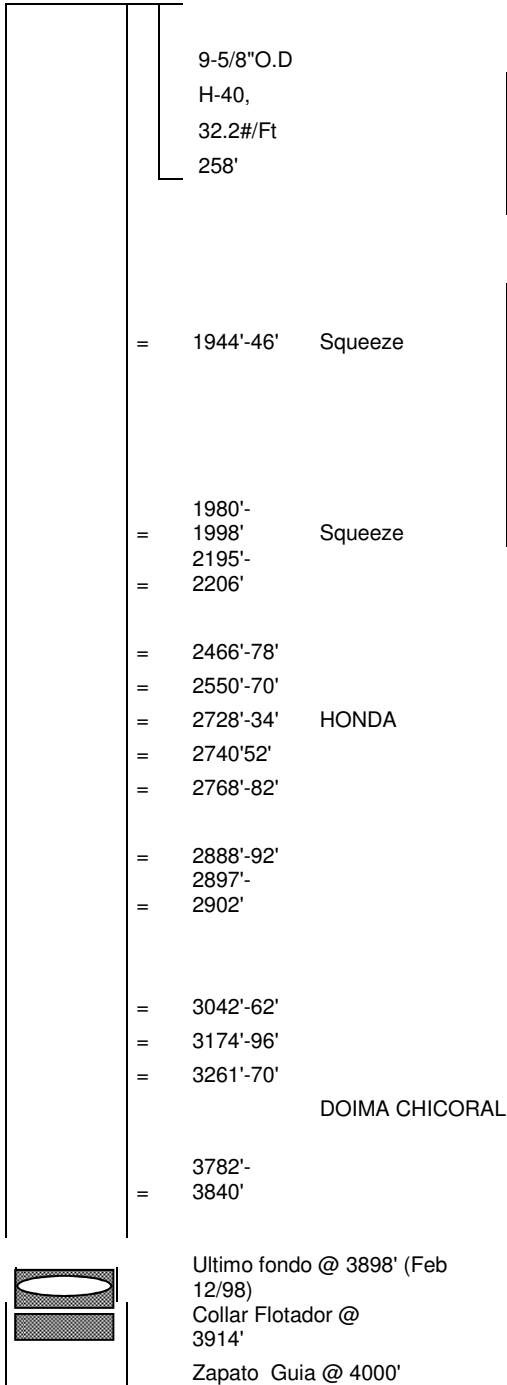 9-5/8"O.D
H-40,
32.2#/Ft
258'
= 1944'-46' Squeeze
1980'-
= 1998' Squeeze
2195'-
= 2206'
= 2466'-78'
= 2550'-70'
= 2728'-34' HONDA
= 2740'52'
= 2768'-82'
= 2888'-92'
2897'-
= 2902'
= 3042'-62'
= 3174'-96'
= 3261'-70'
DOIMA CHICORAL
3782'-
= 3840'
Ultimo fondo @ 3898' (Feb
12/98)
Collar Flotador @
3914'
Zapato Guia @ 4000'